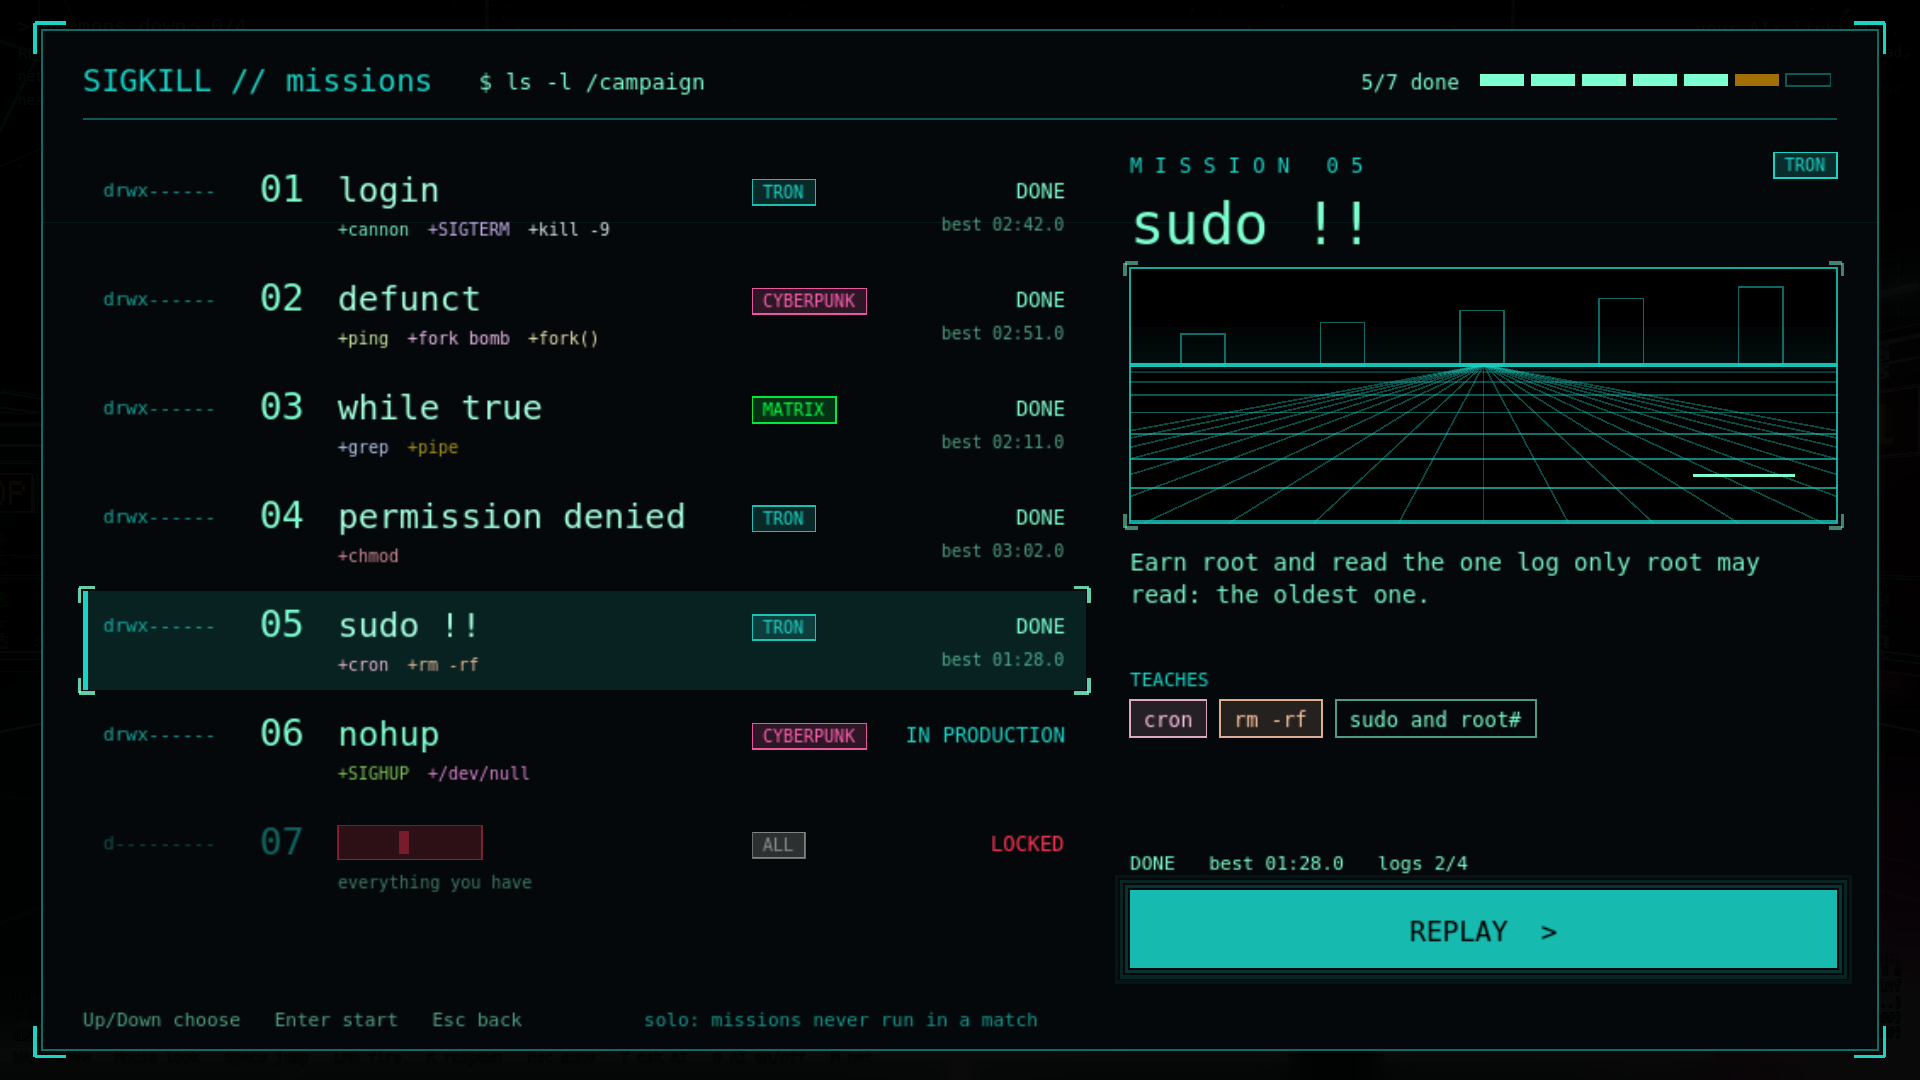 SIGKILL // missions $ ls -l /campaign 5/7 done
drwx------ 01 login TRON DONE
+cannon +SIGTERM +kill -9 best 02:42.0
drwx------ 02 defunct CYBERPUNK DONE
+ping +fork bomb +fork() best 02:51.0
drwx------ 03 while true MATRIX DONE
+grep +pipe best 02:11.0
drwx------ 04 permission denied TRON DONE
+chmod best 03:02.0
drwx------ 05 sudo !! TRON DONE
+cron +rm -rf best 01:28.0
drwx------ 06 nohup CYBERPUNK IN PRODUCTION
+SIGHUP +/dev/null
d--------- 07 ALL LOCKED
everything you have
MISSION 05 TRON
sudo !!
Earn root and read the one log only root may
read: the oldest one.
TEACHES
cron rm -rf sudo and root#
DONE best 01:28.0 logs 2/4
REPLAY >
Up/Down choose Enter start Esc back solo: missions never run in a match